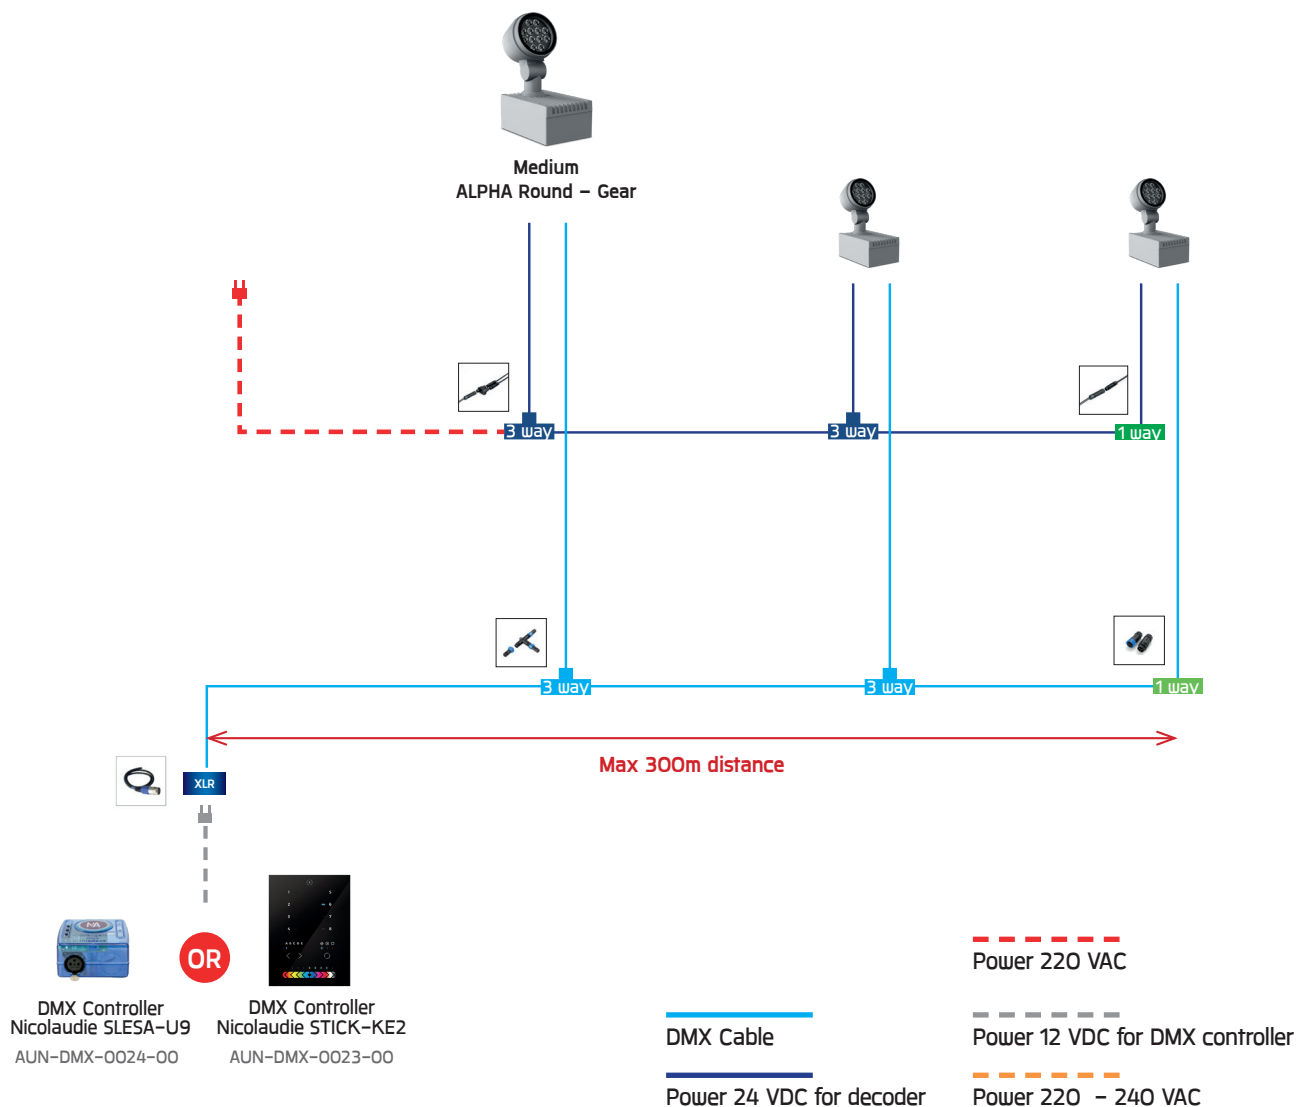 Medium
ALPHA Round – Gear
3 way
3 way
1 way
3 way
3 way
1 way
Max 300m distance
XLR
OR
DMX Controller
Nicolaudie SLESA-U9
AUN-DMX-0024-00
DMX Controller
Nicolaudie STICK-KE2
AUN-DMX-0023-00
DMX Cable
Power 24 VDC for decoder
Power 220 VAC
Power 12 VDC for DMX controller
Power 220 – 240 VAC